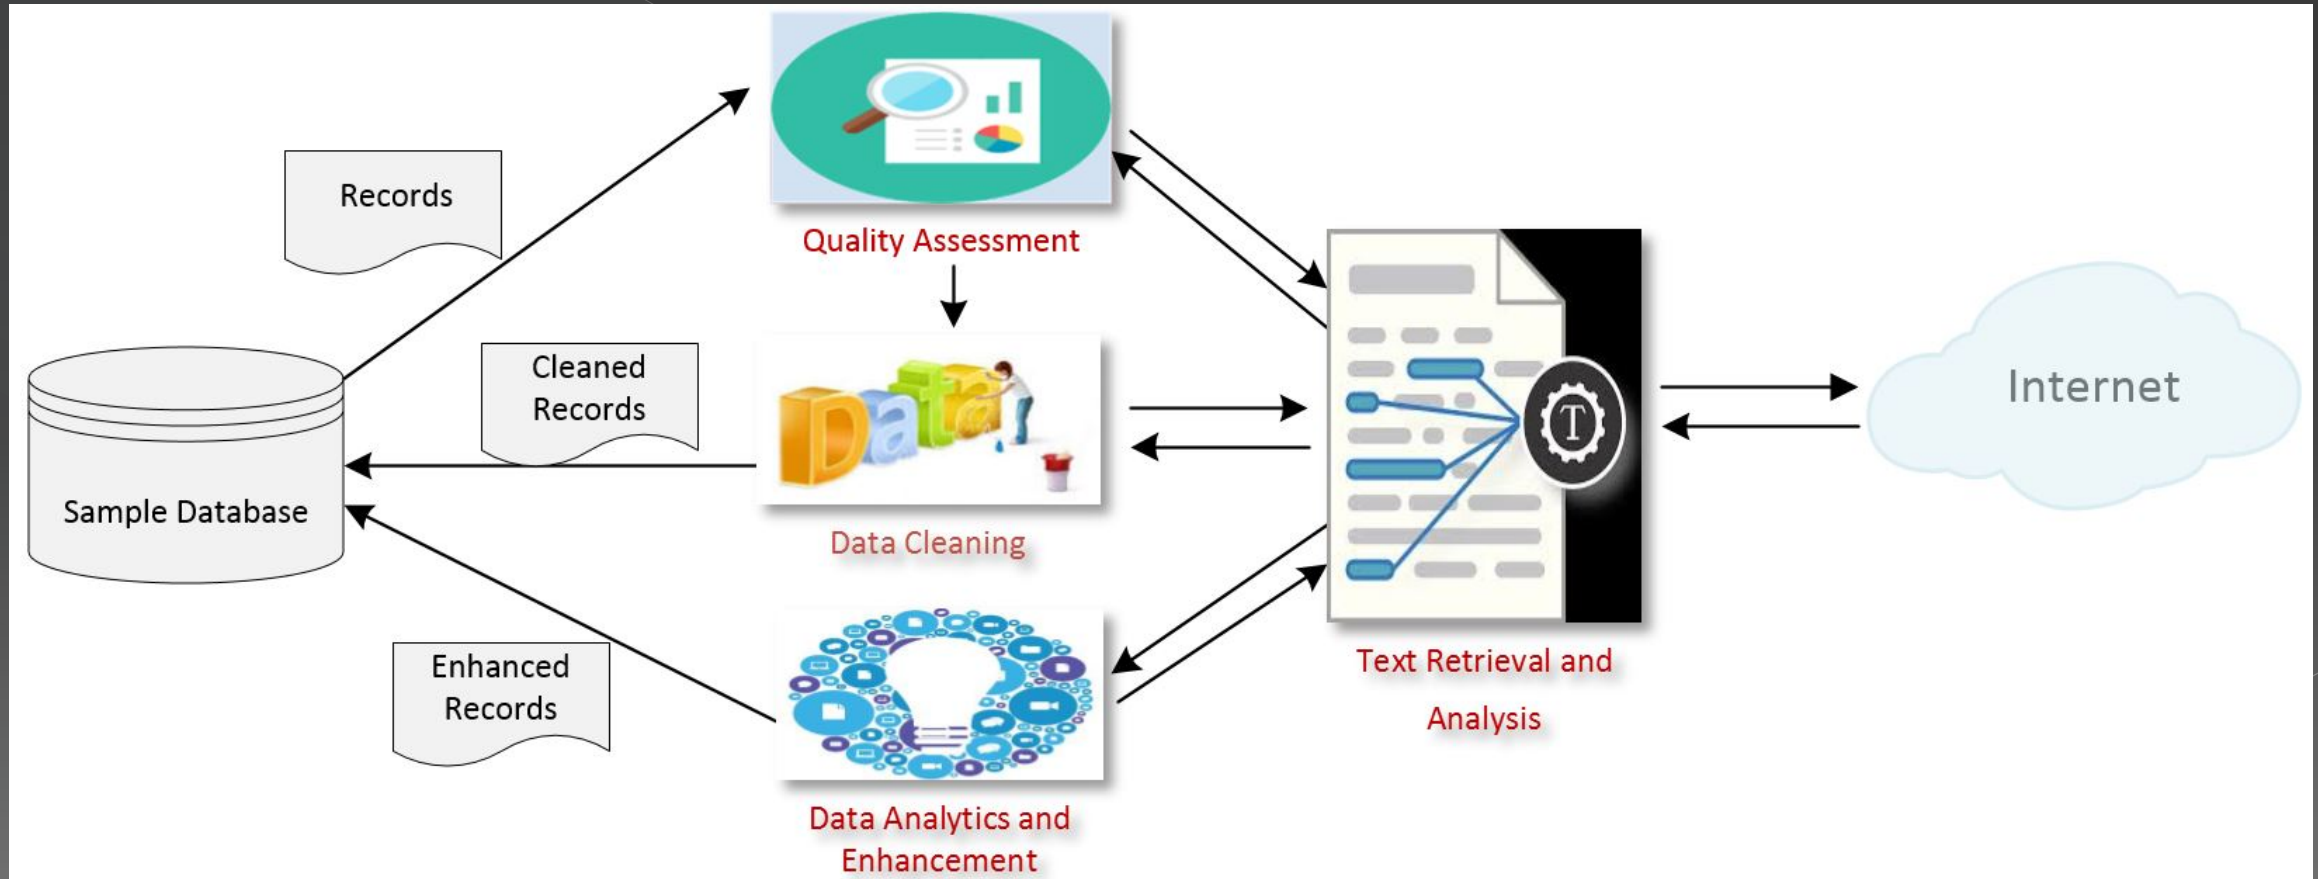 Records
Quality Assessment
Cleaned
Records
Data
Data Cleaning
Sample Database
Enhanced
Records
Data Analytics and
Enhancement
T
Text Retrieval and
Analysis
Internet